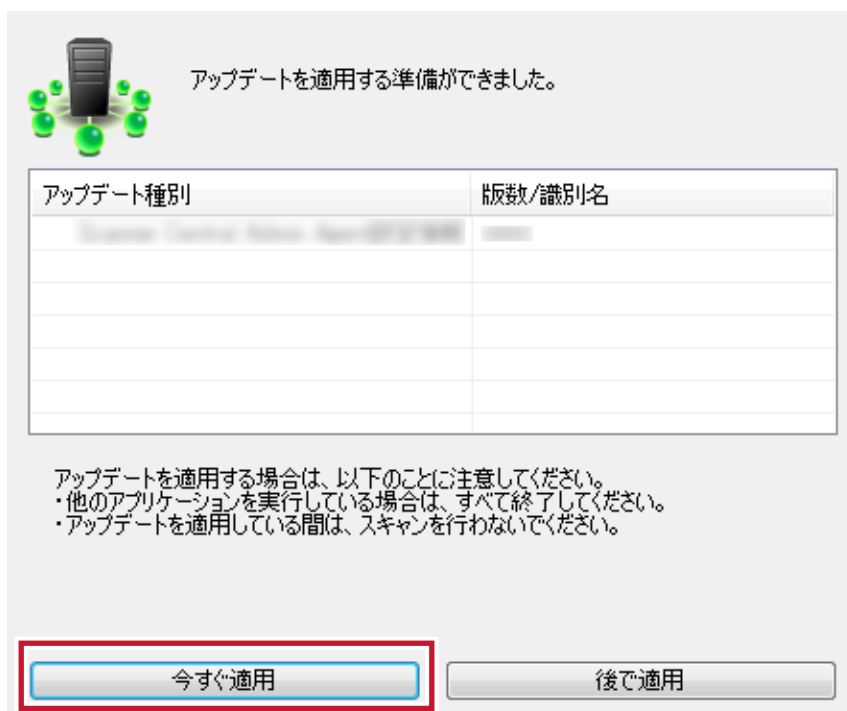 アップデートを適用する準備ができました。
アップデート種別 版数/識別名
アップデートを適用する場合は、以下のことに注意してください。
・他のアプリケーションを実行している場合は、すべて終了してください。
・アップデートを適用している間は、スキャンを行わないでください。
今すぐ適用 後で適用